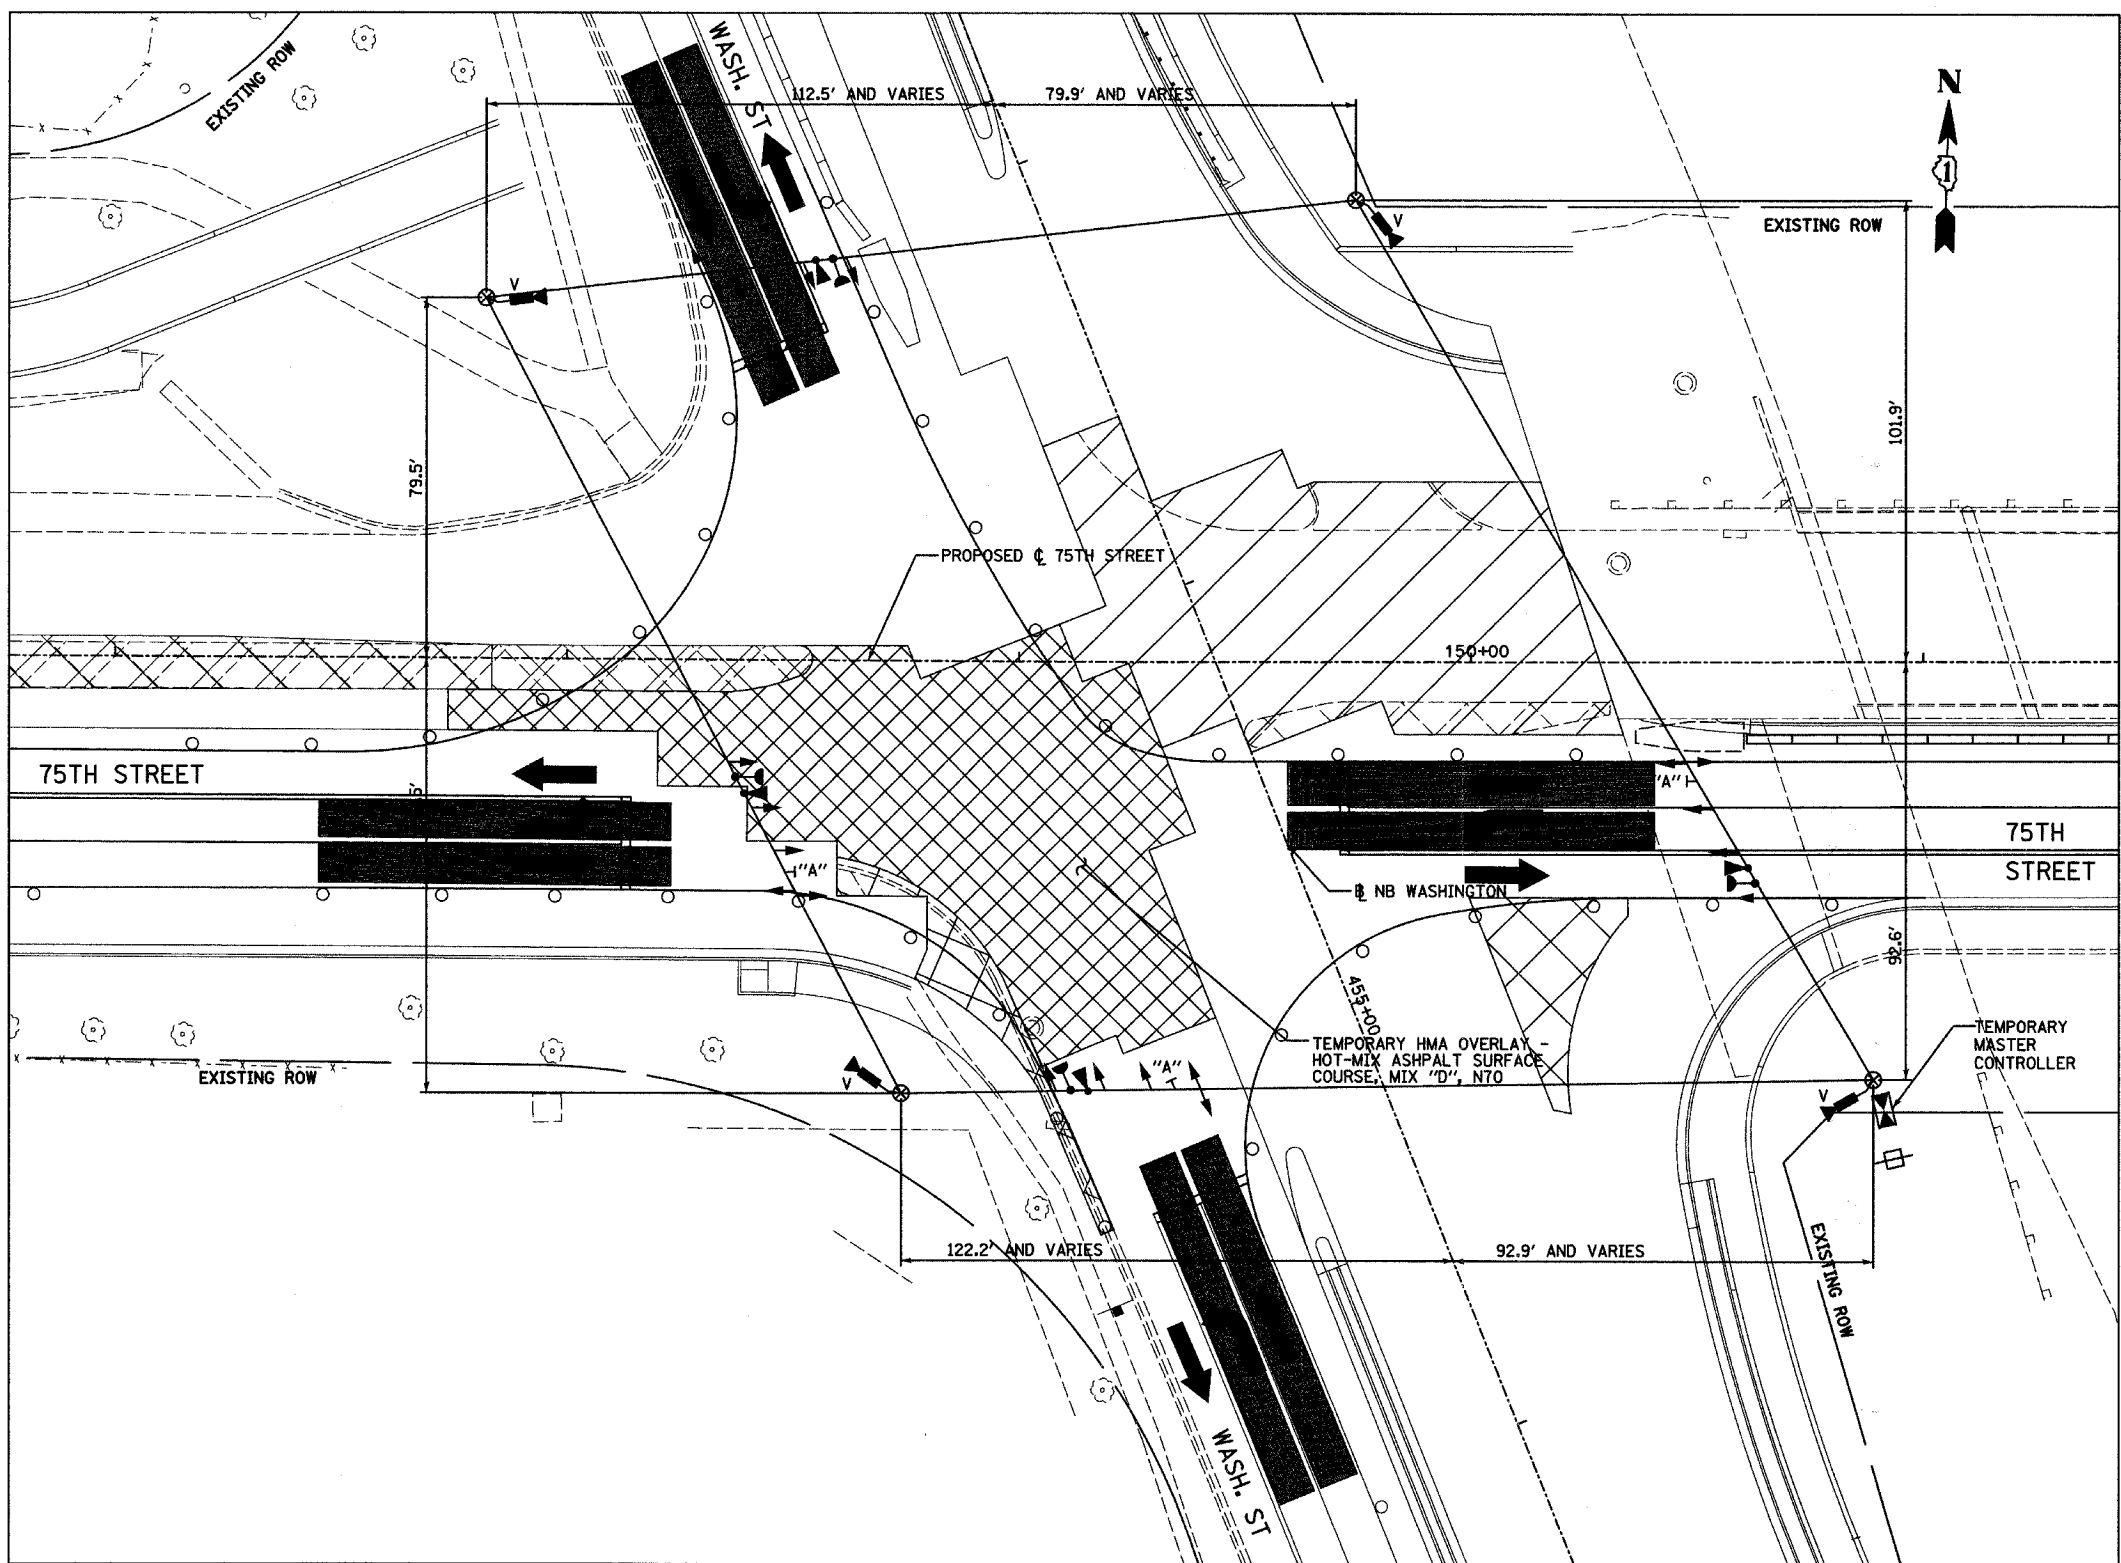 EXISTING ROW
WASH. ST
112.5' AND VARIES
79.9' AND VARIES
N
1
V
EXISTING ROW
V
79.5'
101.9'
PROPOSED ℄ 75TH STREET
150+00
75TH STREET
"A"
"A"
75TH
STREET
NB WASHINGTON
92.6'
455+00
TEMPORARY HMA OVERLAY -
HOT-MIX ASHPALT SURFACE
COURSE, MIX "D", N70
"A"
TEMPORARY
MASTER
CONTROLLER
EXISTING ROW
V
V
122.2' AND VARIES
92.9' AND VARIES
EXISTING ROW
WASH. ST